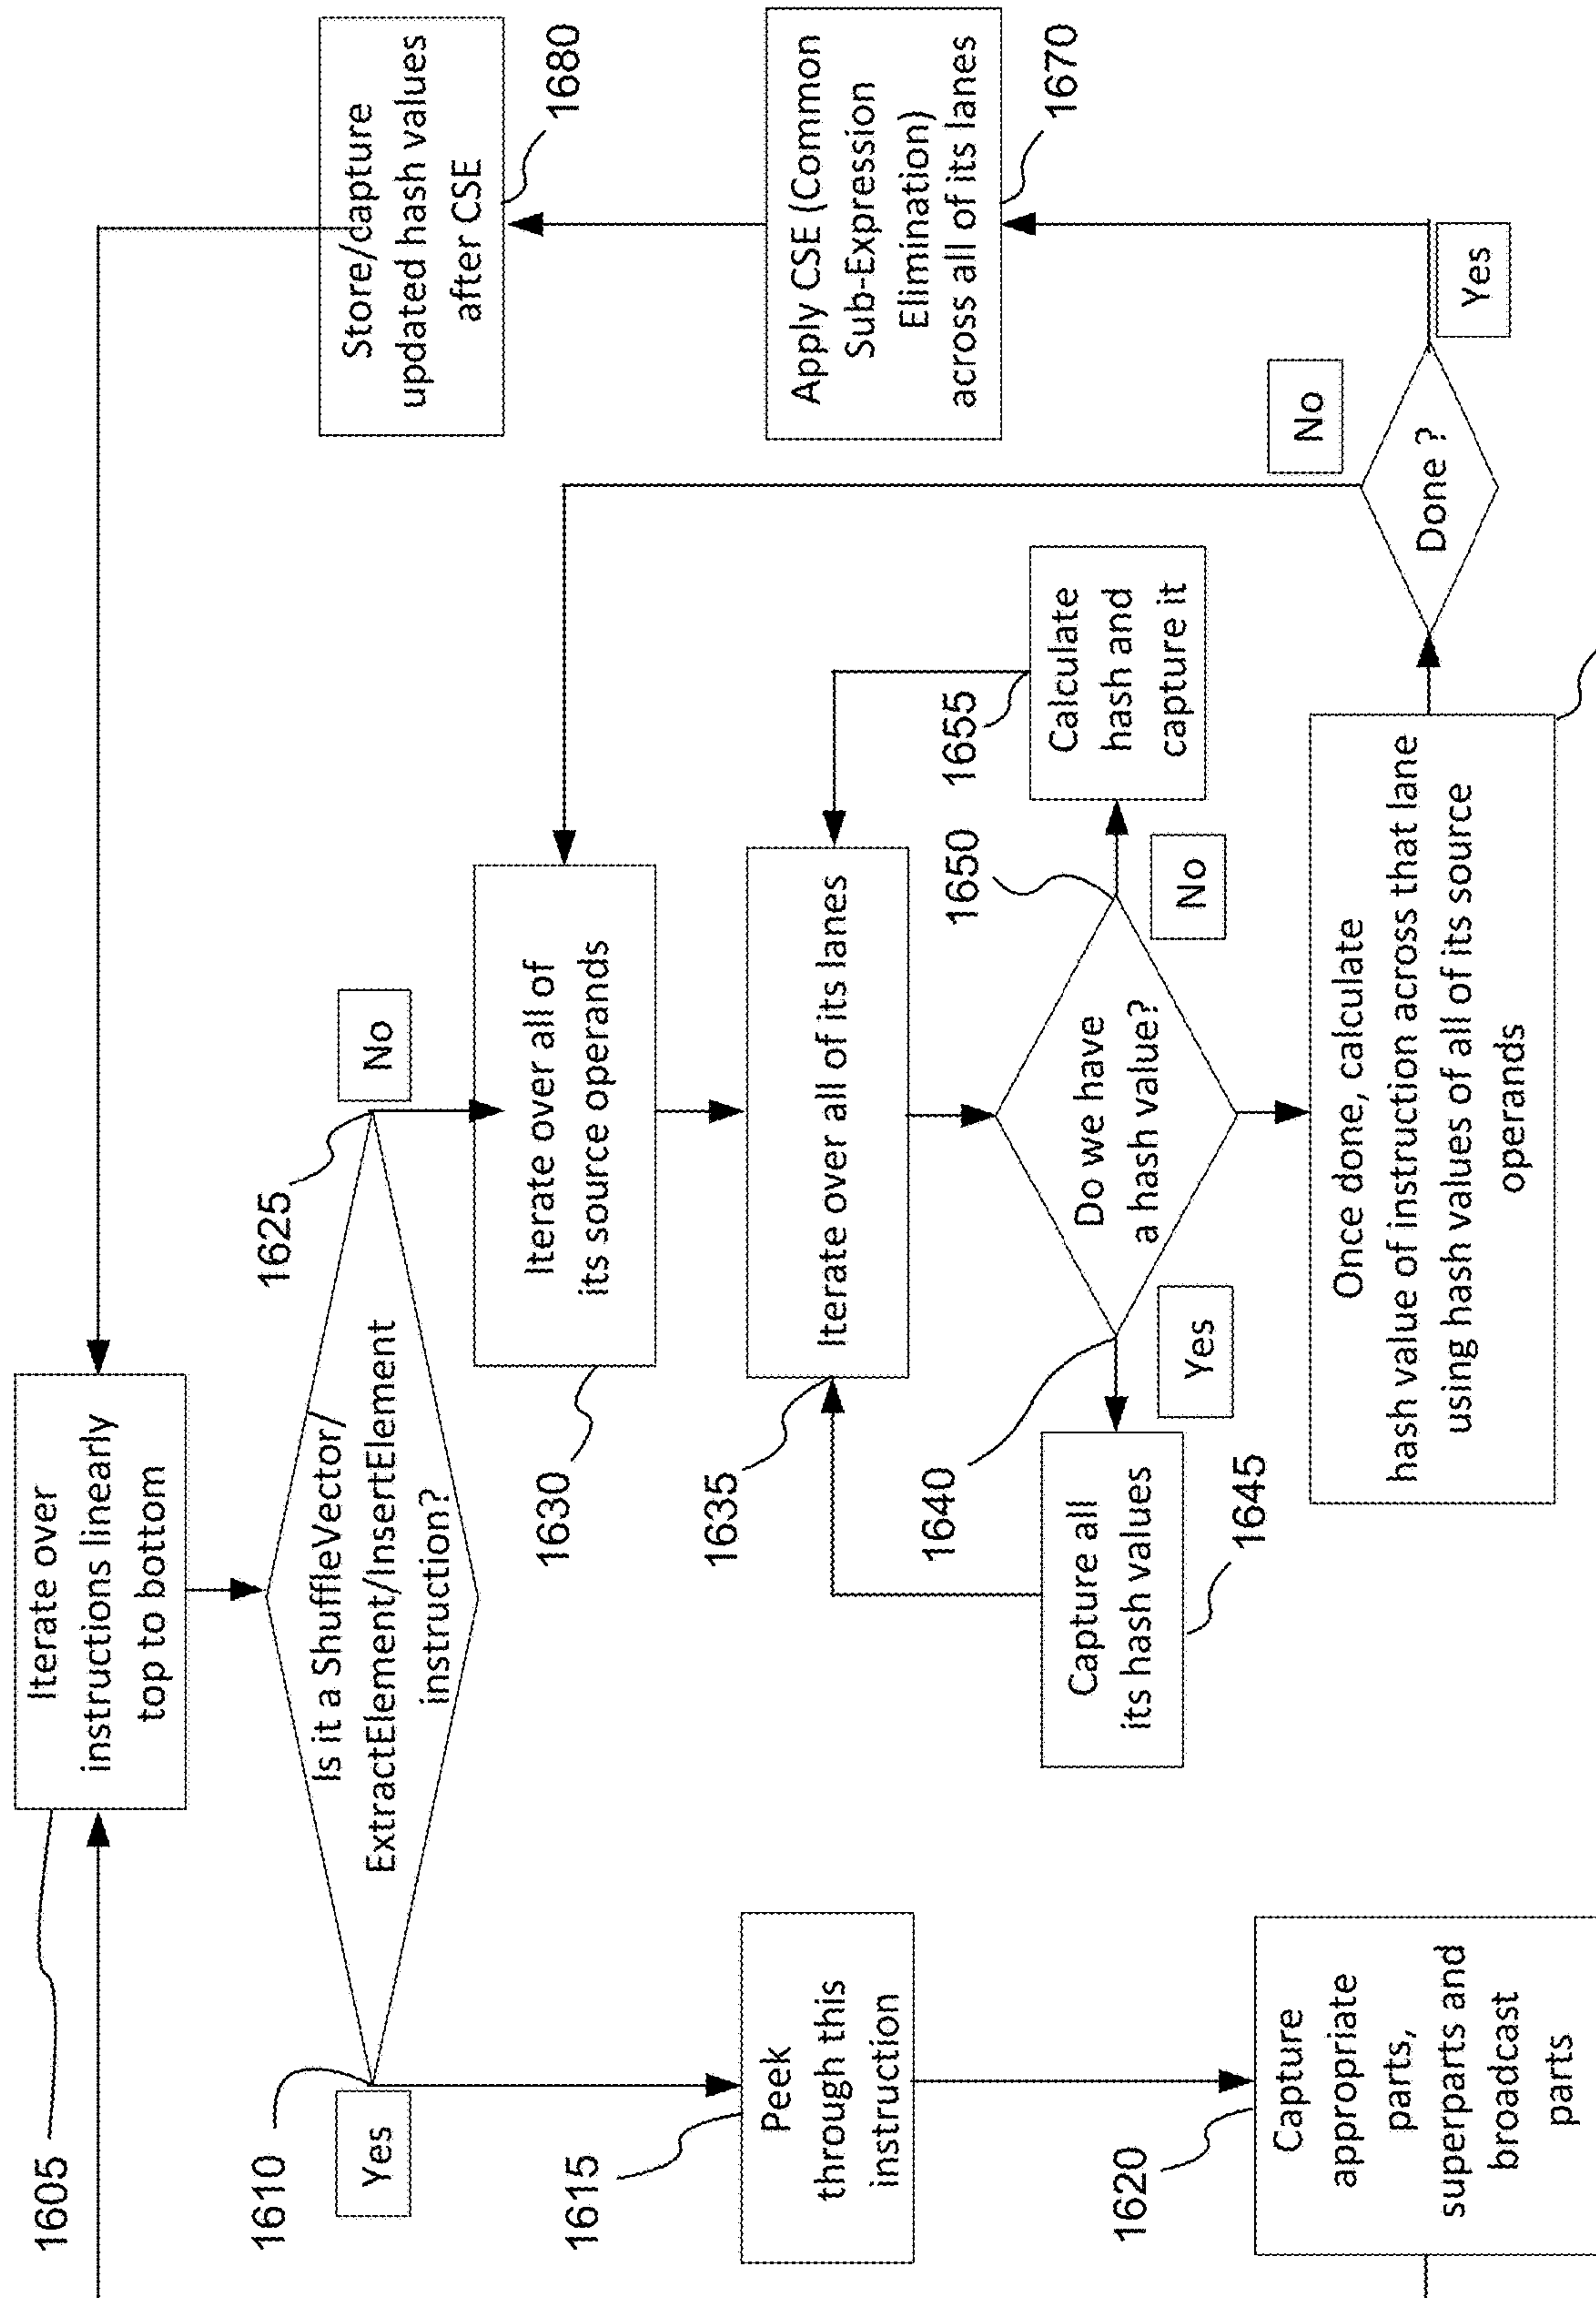 1605
Iterate over
instructions linearly
top to bottom
1610
Is it a ShuffleVector/
ExtractElement/InsertElement
instruction?
1625
Yes
No
1615
Peek
through this
instruction
1620
Capture
appropriate
parts,
superparts and
broadcast
parts
1630
Iterate over all of
its source operands
1635
Iterate over all of its lanes
1640
Do we have
a hash value?
1650
Yes
No
1645
Capture all
its hash values
1655
Calculate
hash and
capture it
Once done, calculate
hash value of instruction across that lane
using hash values of all of its source
operands
Done ?
No
Yes
1670
Apply CSE (Common
Sub-Expression
Elimination)
across all of its lanes
1680
Store/capture
updated hash values
after CSE